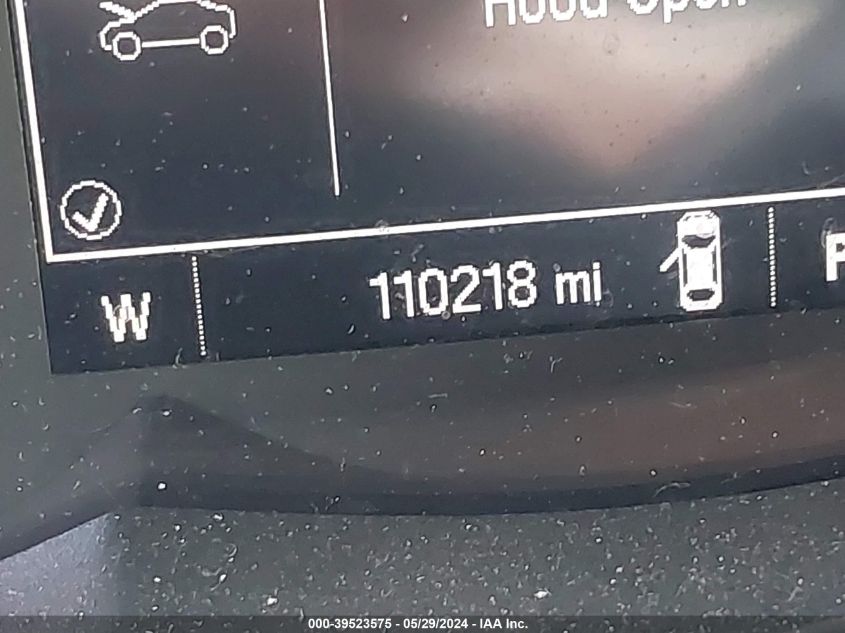 Hood Open
W 110218 mi P
000-39523575 - 05/29/2024 - IAA Inc.